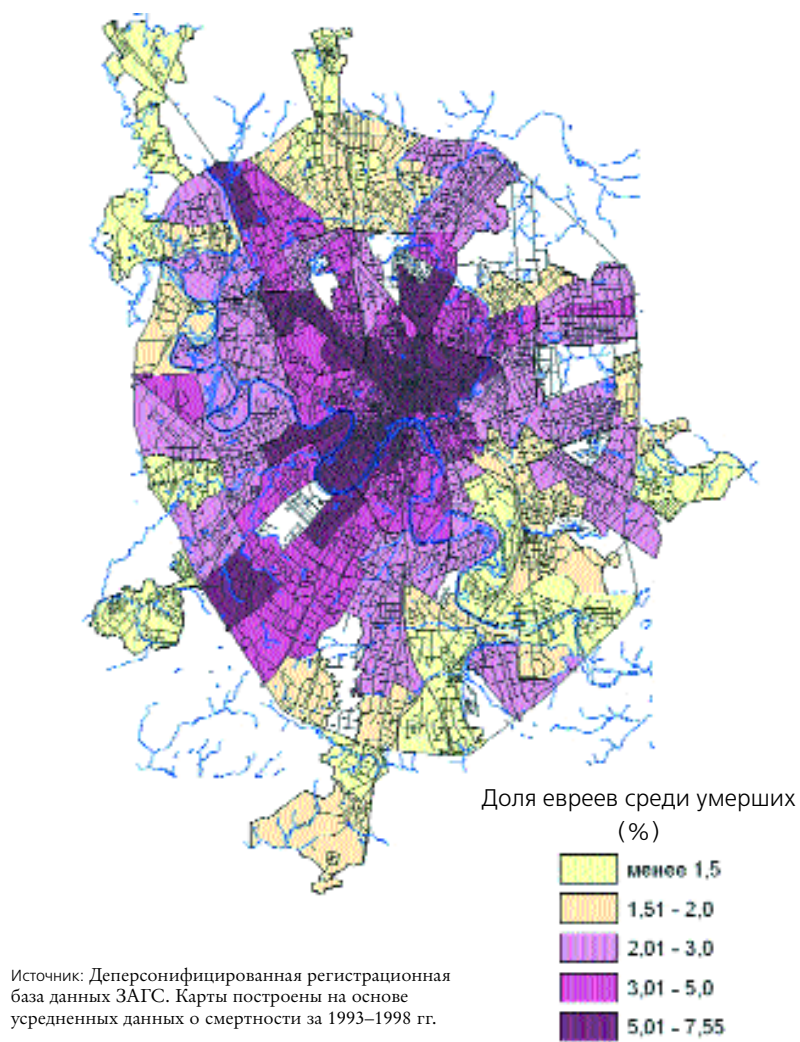 Доля евреев среди умерших
(%)
менее 1,5
1,51 - 2,0
2,01 - 3,0
3,01 - 5,0
5,01 - 7,55
Источник: Деперсонифицированная регистрационная
база данных ЗАГС. Карты построены на основе
усредненных данных о смертности за 1993–1998 гг.